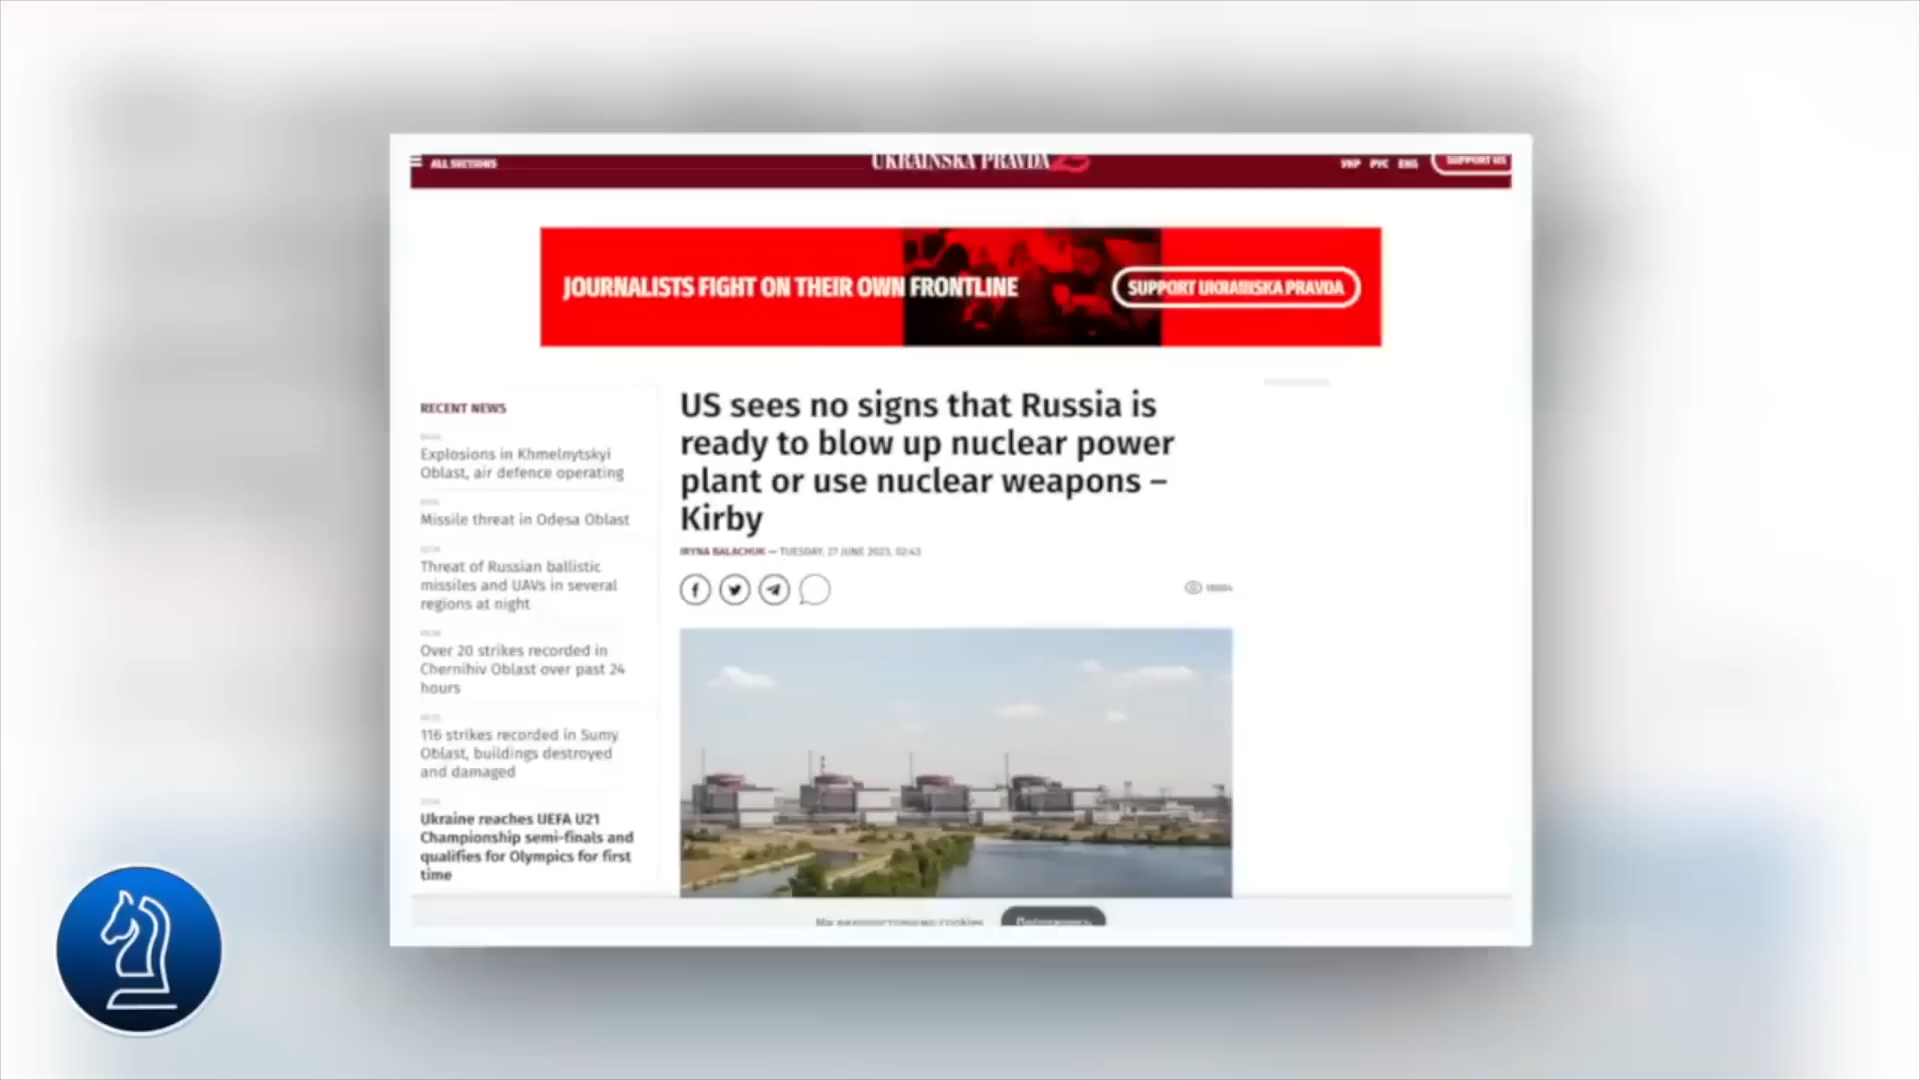 ALL SECTIONS
UKRAINSKA PRAVDA
УКР РУС ENG
SUPPORT US
JOURNALISTS FIGHT ON THEIR OWN FRONTLINE
SUPPORT UKRAINSKA PRAVDA
RECENT NEWS
Explosions in Khmelnytskyi
Oblast, air defence operating
Missile threat in Odesa Oblast
Threat of Russian ballistic
missiles and UAVs in several
regions at night
Over 20 strikes recorded in
Chernihiv Oblast over past 24
hours
116 strikes recorded in Sumy
Oblast, buildings destroyed
and damaged
Ukraine reaches UEFA U21
Championship semi-finals and
qualifies for Olympics for first
time
US sees no signs that Russia is
ready to blow up nuclear power
plant or use nuclear weapons –
Kirby
IRYNA BALACHUK — TUESDAY, 27 JUNE 2023, 02:43
cookies